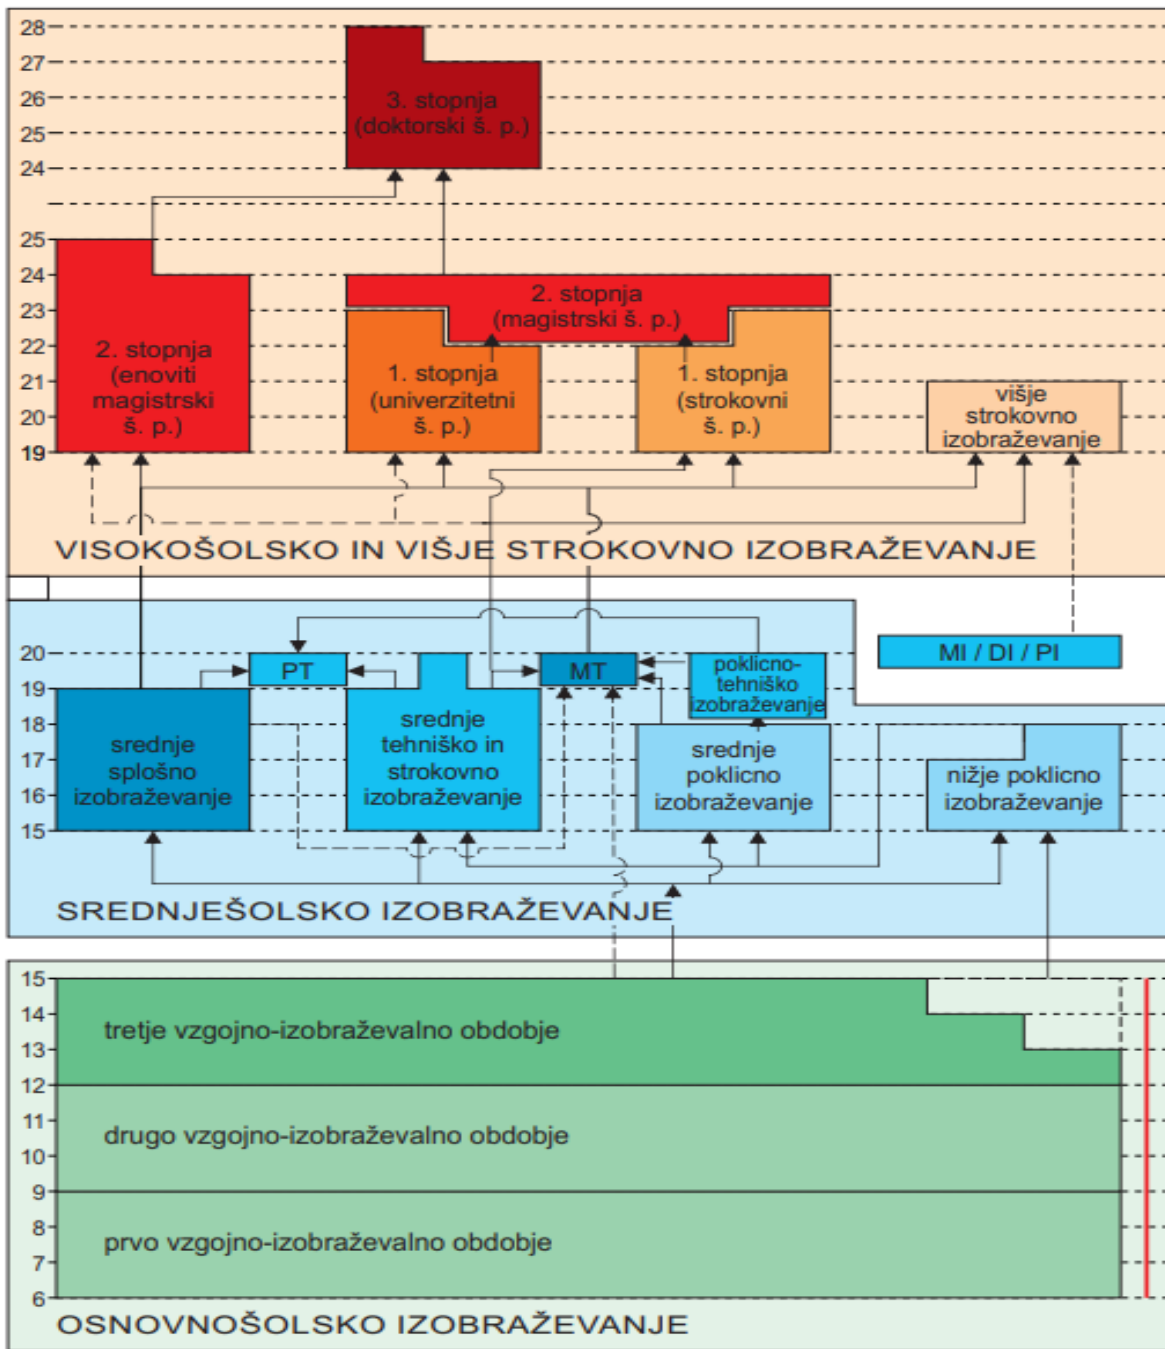 28
27
26
25
24
3. stopnja
(doktorski š. p.)
25
24
23
22
21
20
19
2. stopnja
(enoviti
magistrski
š. p.)
2. stopnja
(magistrski š. p.)
1. stopnja
(univerzitetni
š. p.)
1. stopnja
(strokovni
š. p.)
višje
strokovno
izobraževanje
VISOKOŠOLSKO IN VIŠJE STROKOVNO IZOBRAŽEVANJE
MI / DI / PI
20
19
18
17
16
15
PT
MT
poklicno-
tehniško
izobraževanje
srednje
splošno
izobraževanje
srednje
tehniško in
strokovno
izobraževanje
srednje
poklicno
izobraževanje
nižje poklicno
izobraževanje
SREDNJEŠOLSKO IZOBRAŽEVANJE
15
14
13
12
11
10
9
8
7
6
tretje vzgojno-izobraževalno obdobje
drugo vzgojno-izobraževalno obdobje
prvo vzgojno-izobraževalno obdobje
OSNOVNOŠOLSKO IZOBRAŽEVANJE